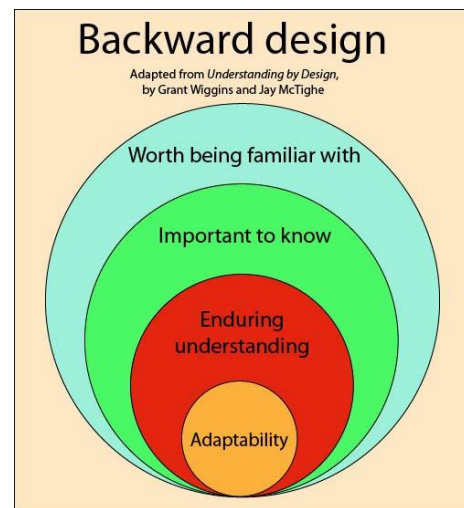 Backward design
Adapted from Understanding by Design,
by Grant Wiggins and Jay McTighe
Worth being familiar with
Important to know
Enduring
understanding
Adaptability